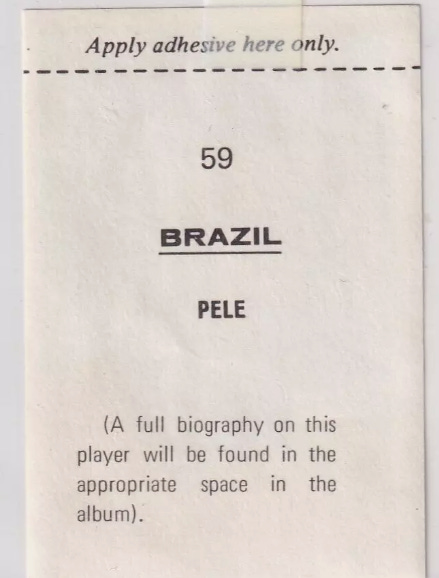 Apply adhesive here only.
59
BRAZIL
PELE
(A full biography on this
player will be found in the
appropriate space in the
album).